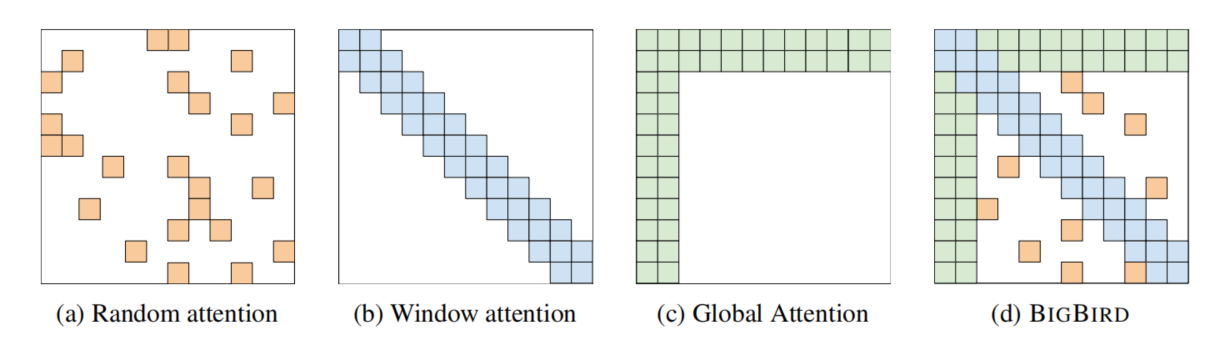 (a) Random attention
(b) Window attention
(c) Global Attention
(d) BIGBIRD